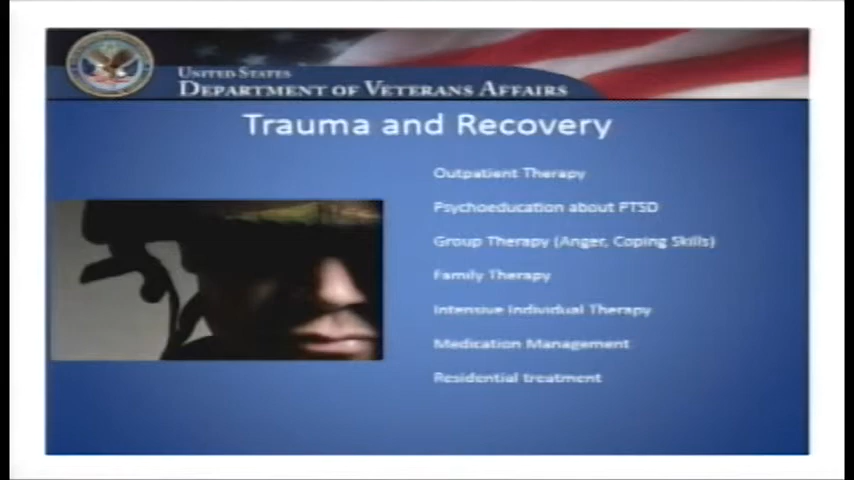 UNITED STATES
DEPARTMENT OF VETERANS AFFAIRS
Trauma and Recovery
Outpatient Therapy
Psychoeducation about PTSD
Group Therapy (Anger, Coping Skills)
Family Therapy
Intensive Individual Therapy
Medication Management
Residential treatment